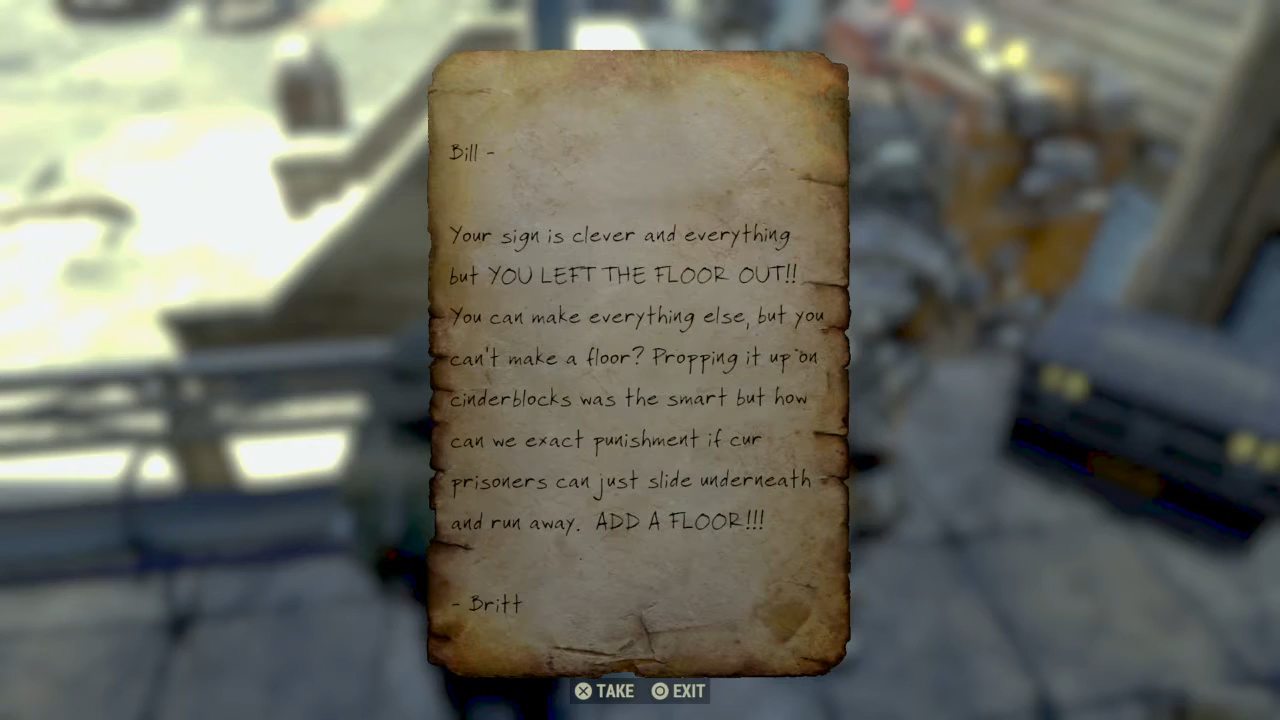 Bill -
Your sign is clever and everything
but YOU LEFT THE FLOOR OUT!!
You can make everything else, but you
can't make a floor? Propping it up on
cinderblocks was the smart but how
can we exact punishment if cur
prisoners can just slide underneath
and run away. ADD A FLOOR!!!
- Britt
TAKE EXIT